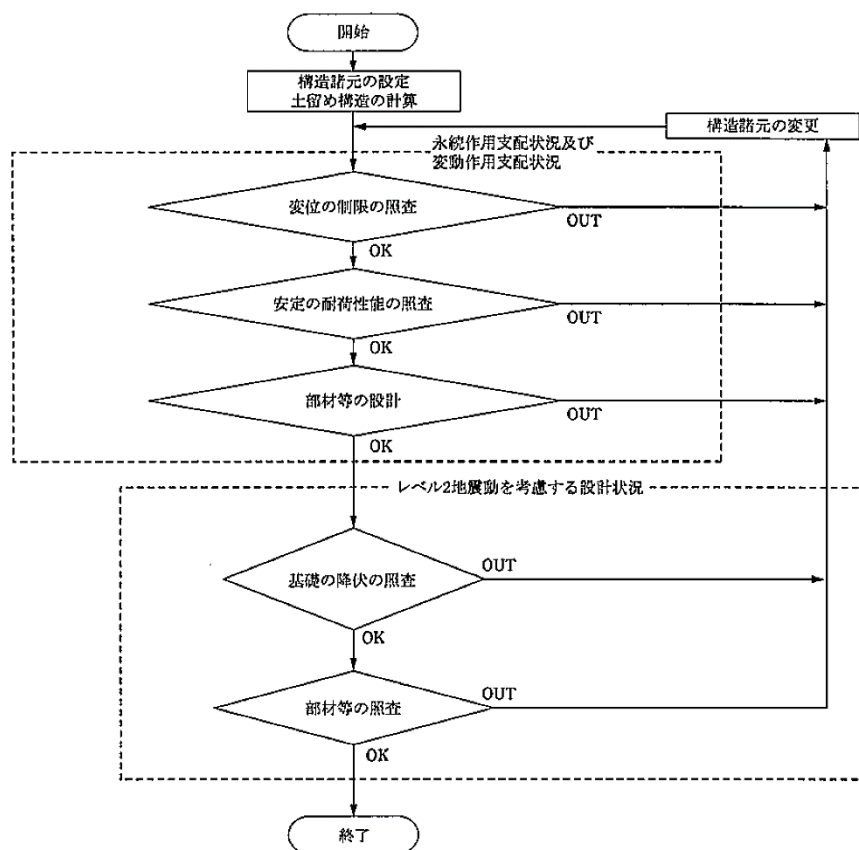 開始
構造諸元の設定
土留め構造の計算
構造諸元の変更
永続作用支配状況及び
変動作用支配状況
変位の制限の照査
OUT
OK
安定の耐荷性能の照査
OUT
OK
部材等の設計
OUT
OK
レベル2地震動を考慮する設計状況
基礎の降伏の照査
OUT
OK
部材等の照査
OUT
OK
終了